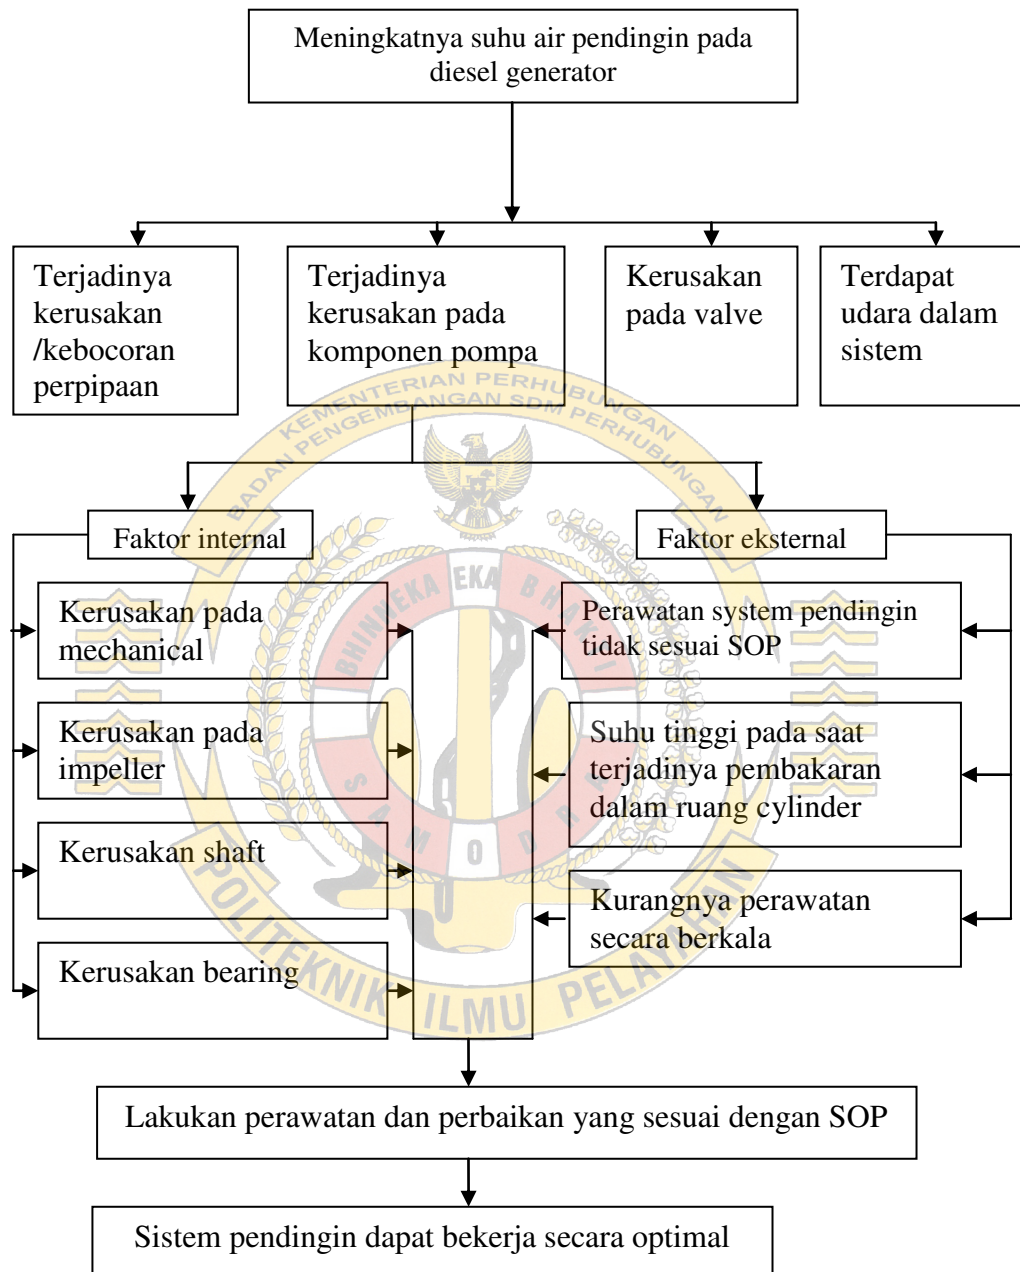 Meningkatnya suhu air pendingin pada
diesel generator
Terjadinya
kerusakan
/kebocoran
perpipaan
Terjadinya
kerusakan pada
komponen pompa
Kerusakan
pada valve
Terdapat
udara dalam
sistem
KEMENTERIAN PERHUBUNGAN
BADAN PENGEMBANGAN SDM PERHUBUNGAN
Faktor internal
Faktor eksternal
BHINNEKA EKA BHAKTI
Kerusakan pada
mechanical
Perawatan system pendingin
tidak sesuai SOP
Kerusakan pada
impeller
Suhu tinggi pada saat
terjadinya pembakaran
dalam ruang cylinder
SAMODRA
Kerusakan shaft
Kurangnya perawatan
secara berkala
Kerusakan bearing
POLITEKNIK ILMU PELAYARAN
Lakukan perawatan dan perbaikan yang sesuai dengan SOP
Sistem pendingin dapat bekerja secara optimal